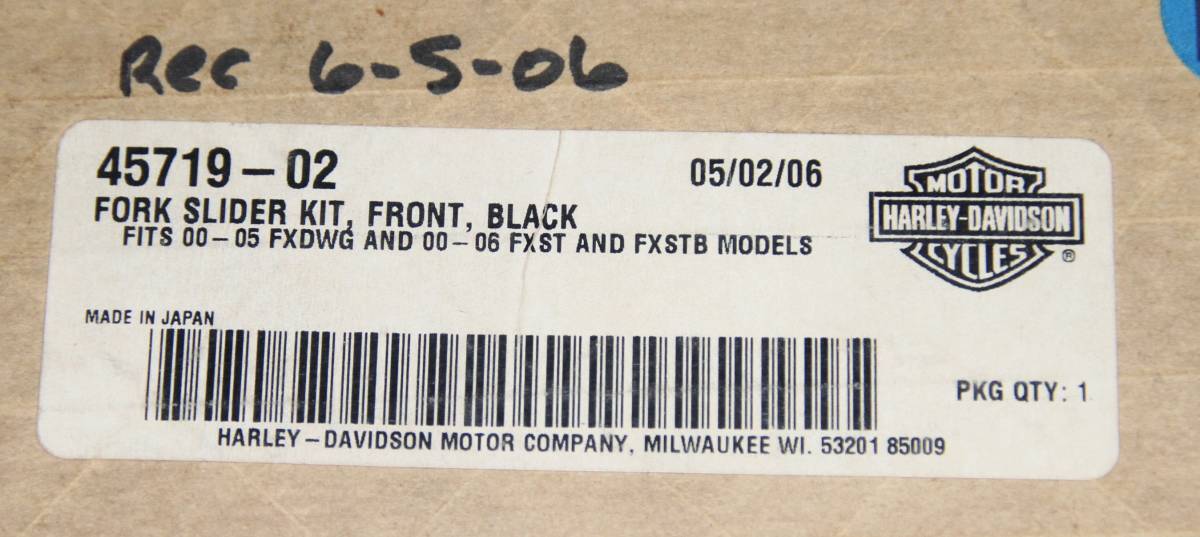 Rec 6-5-06
45719-02
05/02/06
FORK SLIDER KIT, FRONT, BLACK
FITS 00-05 FXDWG AND 00-06 FXST AND FXSTB MODELS
MOTOR
HARLEY-DAVIDSON
CYCLES
®
MADE IN JAPAN
PKG QTY: 1
HARLEY-DAVIDSON MOTOR COMPANY, MILWAUKEE WI. 53201 85009